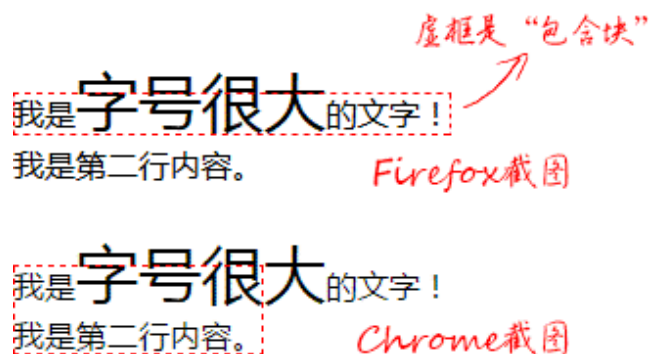 虚框是“包含块”
我是字号很大的文字！
我是第二行内容。
Firefox截图
我是字号很大的文字！
我是第二行内容。
Chrome截图